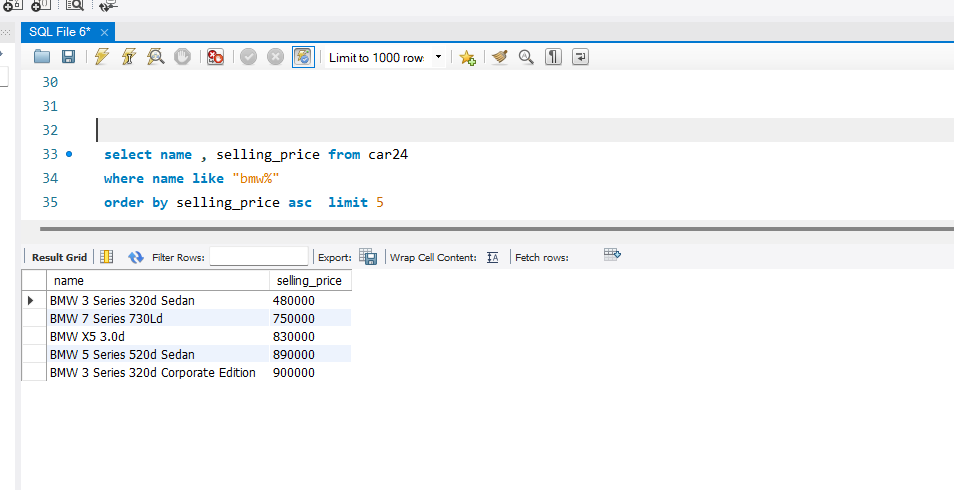 SQL File 6*
Limit to 1000 row
30
31
32
33 select name , selling_price from car24
34 where name like "bmw%"
35 order by selling_price asc  limit 5
Result Grid Filter Rows: Export: Wrap Cell Content: Fetch rows:
name selling_price
BMW 3 Series 320d Sedan 480000
BMW 7 Series 730Ld 750000
BMW X5 3.0d 830000
BMW 5 Series 520d Sedan 890000
BMW 3 Series 320d Corporate Edition 900000